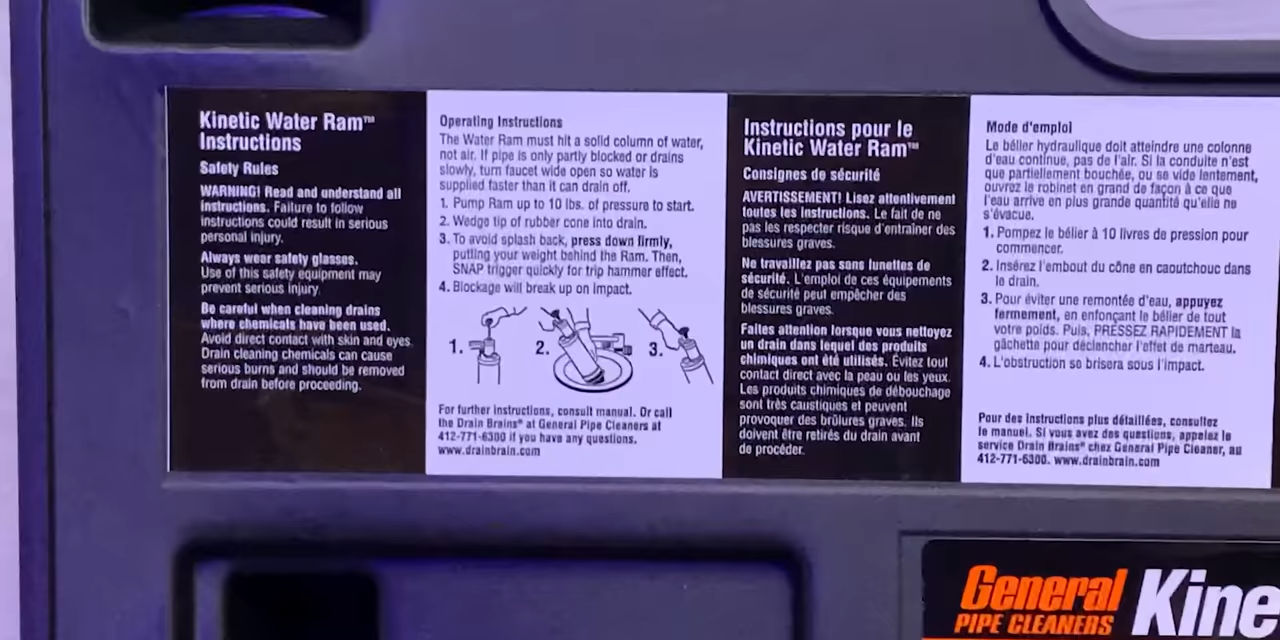 Kinetic Water Ram™
Instructions
Safety Rules
WARNING! Read and understand all
instructions. Failure to follow
instructions could result in serious
personal injury.
Always wear safety glasses.
Use of this safety equipment may
prevent serious injury.
Be careful when cleaning drains
where chemicals have been used.
Avoid direct contact with skin and eyes.
Drain cleaning chemicals can cause
serious burns and should be removed
from drain before proceeding.
Operating Instructions
The Water Ram must hit a solid column of water,
not air. If pipe is only partly blocked or drains
slowly, turn faucet wide open so water is
supplied faster than it can drain off.
1. Pump Ram up to 10 lbs. of pressure to start.
2. Wedge tip of rubber cone into drain.
3. To avoid splash back, press down firmly,
putting your weight behind the Ram. Then,
SNAP trigger quickly for trip hammer effect.
4. Blockage will break up on impact.
1. 2. 3.
For further instructions, consult manual. Or call
the Drain Brains® at General Pipe Cleaners at
412-771-6300 if you have any questions.
www.drainbrain.com
Instructions pour le
Kinetic Water Ram™
Consignes de sécurité
AVERTISSEMENT! Lisez attentivement
toutes les instructions. Le fait de ne
pas les respecter risque d'entraîner des
blessures graves.
Ne travaillez pas sans lunettes de
sécurité. L'emploi de ces équipements
de sécurité peut empêcher des
blessures graves.
Faites attention lorsque vous nettoyez
un drain dans lequel des produits
chimiques ont été utilisés. Évitez tout
contact direct avec la peau ou les yeux.
Les produits chimiques de débouchage
sont très caustiques et peuvent
provoquer des brûlures graves. Ils
doivent être retirés du drain avant
de procéder.
Mode d'emploi
Le bélier hydraulique doit atteindre une colonne
d'eau continue, pas de l'air. Si la conduite n'est
que partiellement bouchée, ou se vide lentement,
ouvrez le robinet en grand de façon à ce que
l'eau arrive en plus grande quantité qu'elle ne
s'évacue.
1. Pompez le bélier à 10 livres de pression pour
commencer.
2. Insérez l'embout du cône en caoutchouc dans
le drain.
3. Pour éviter une remontée d'eau, appuyez
fermement, en enfonçant le bélier de tout
votre poids. Puis, PRESSEZ RAPIDEMENT la
gâchette pour déclencher l'effet de marteau.
4. L'obstruction se brisera sous l'impact.
Pour des instructions plus détaillées, consultez
le manuel. Si vous avez des questions, appelez le
service Drain Brains® chez General Pipe Cleaner, au
412-771-6300. www.drainbrain.com
General Kine
PIPE CLEANERS